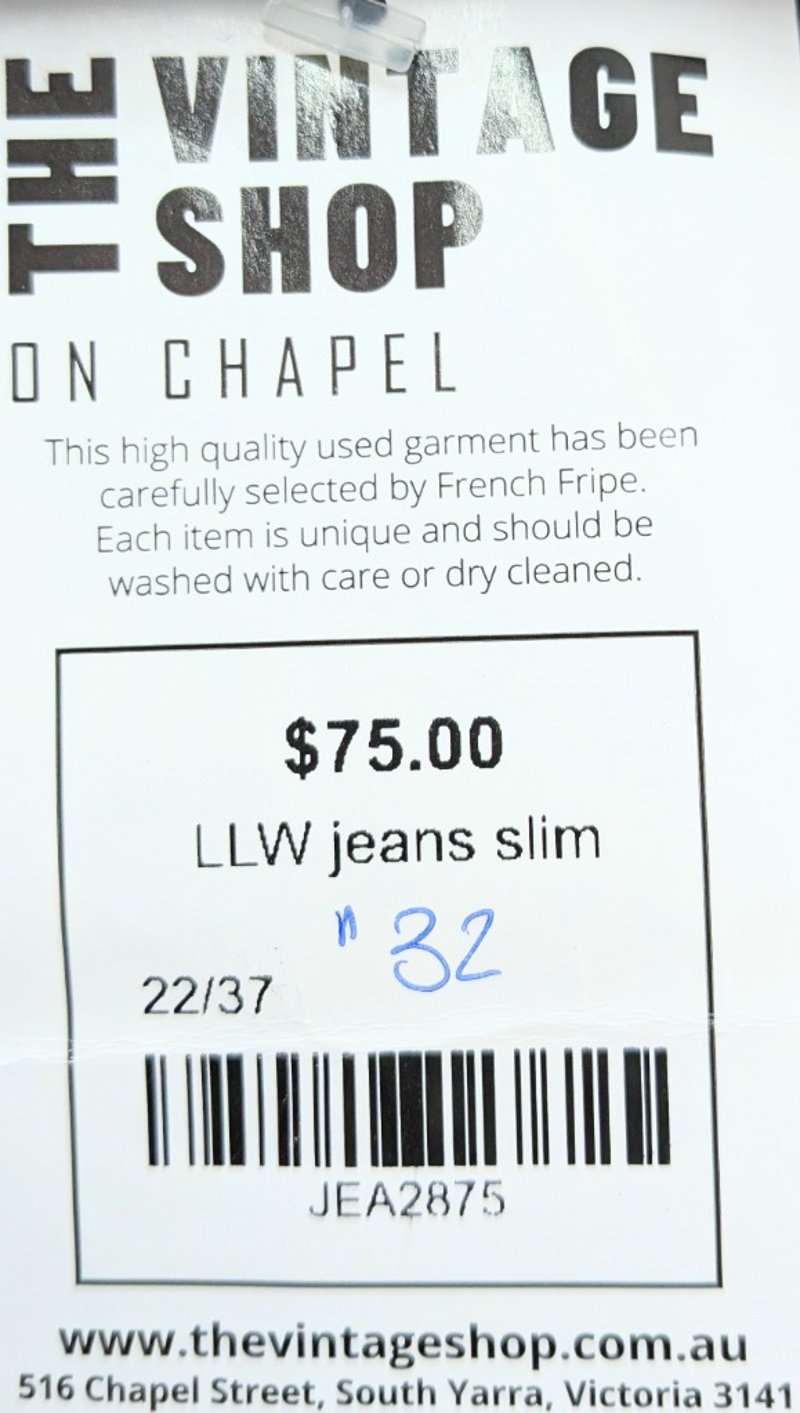 THE VINTAGE
SHOP
ON CHAPEL
This high quality used garment has been
carefully selected by French Fripe.
Each item is unique and should be
washed with care or dry cleaned.
$75.00
LLW jeans slim
" 32
22/37
JEA2875
www.thevintageshop.com.au
516 Chapel Street, South Yarra, Victoria 3141